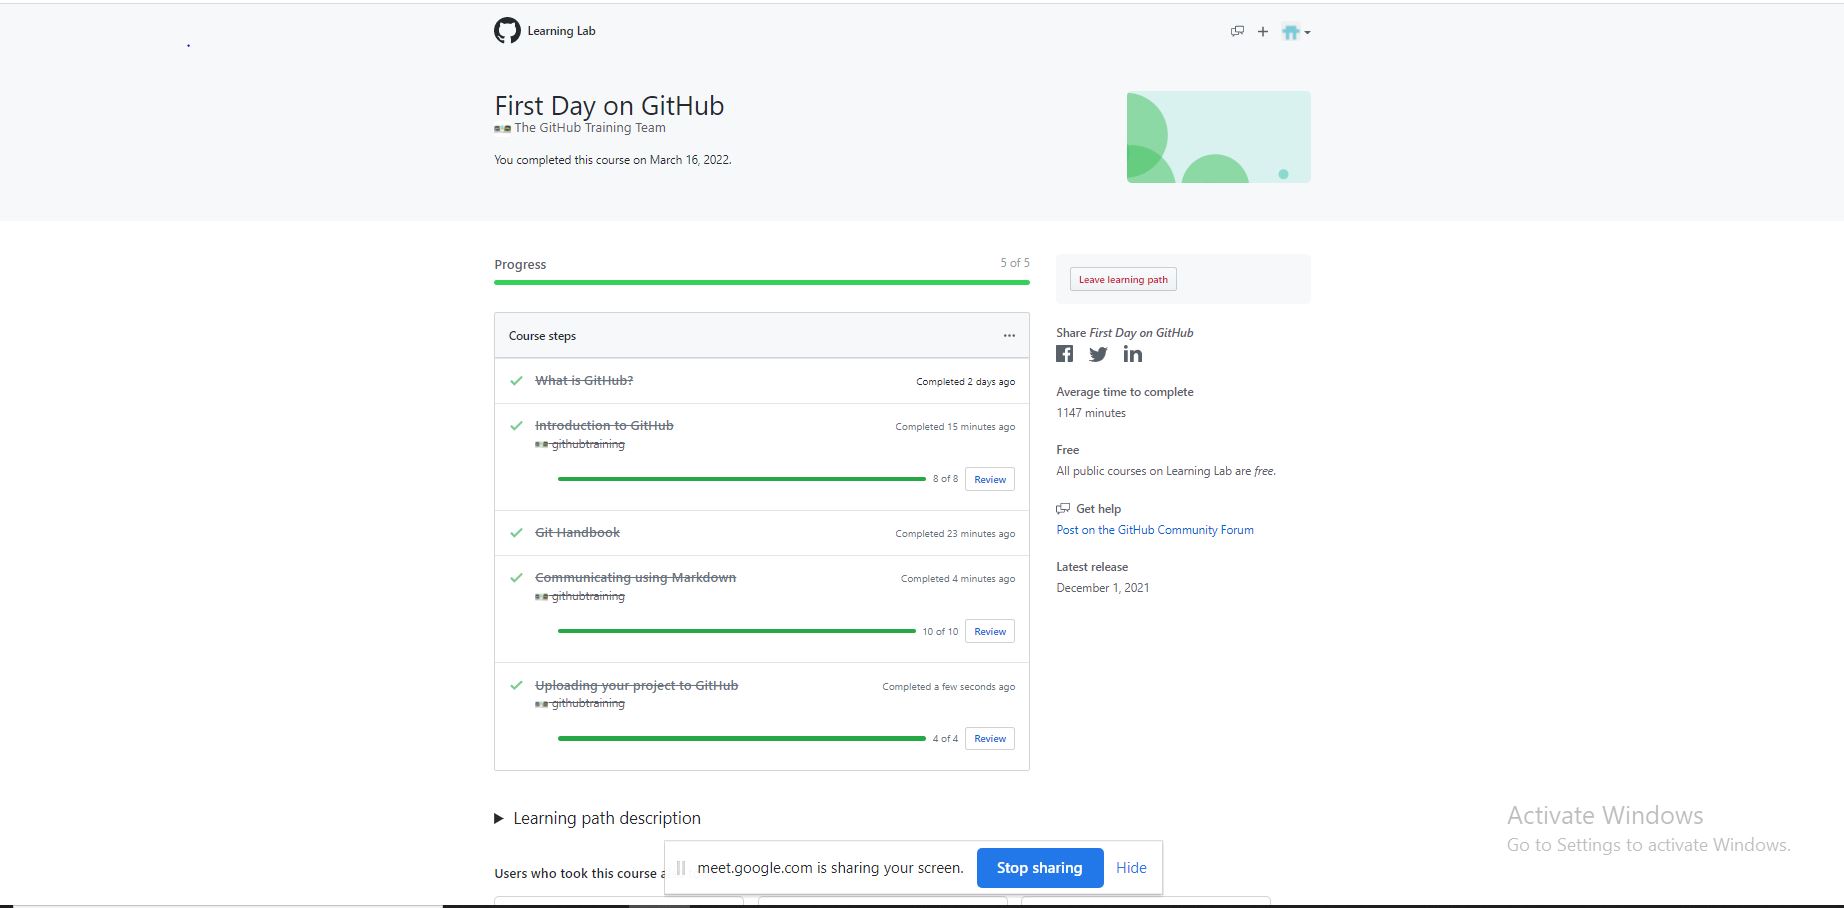 Learning Lab
First Day on GitHub
The GitHub Training Team
You completed this course on March 16, 2022.
Progress
5 of 5
Leave learning path
Course steps
What is GitHub?
Completed 2 days ago
Introduction to GitHub
Completed 15 minutes ago
githubtraining
8 of 8
Review
Git Handbook
Completed 23 minutes ago
Communicating using Markdown
Completed 4 minutes ago
githubtraining
10 of 10
Review
Uploading your project to GitHub
Completed a few seconds ago
githubtraining
4 of 4
Review
Share First Day on GitHub
Average time to complete
1147 minutes
Free
All public courses on Learning Lab are free.
Get help
Post on the GitHub Community Forum
Latest release
December 1, 2021
Learning path description
Users who took this course a
meet.google.com is sharing your screen.
Stop sharing
Hide
Activate Windows
Go to Settings to activate Windows.